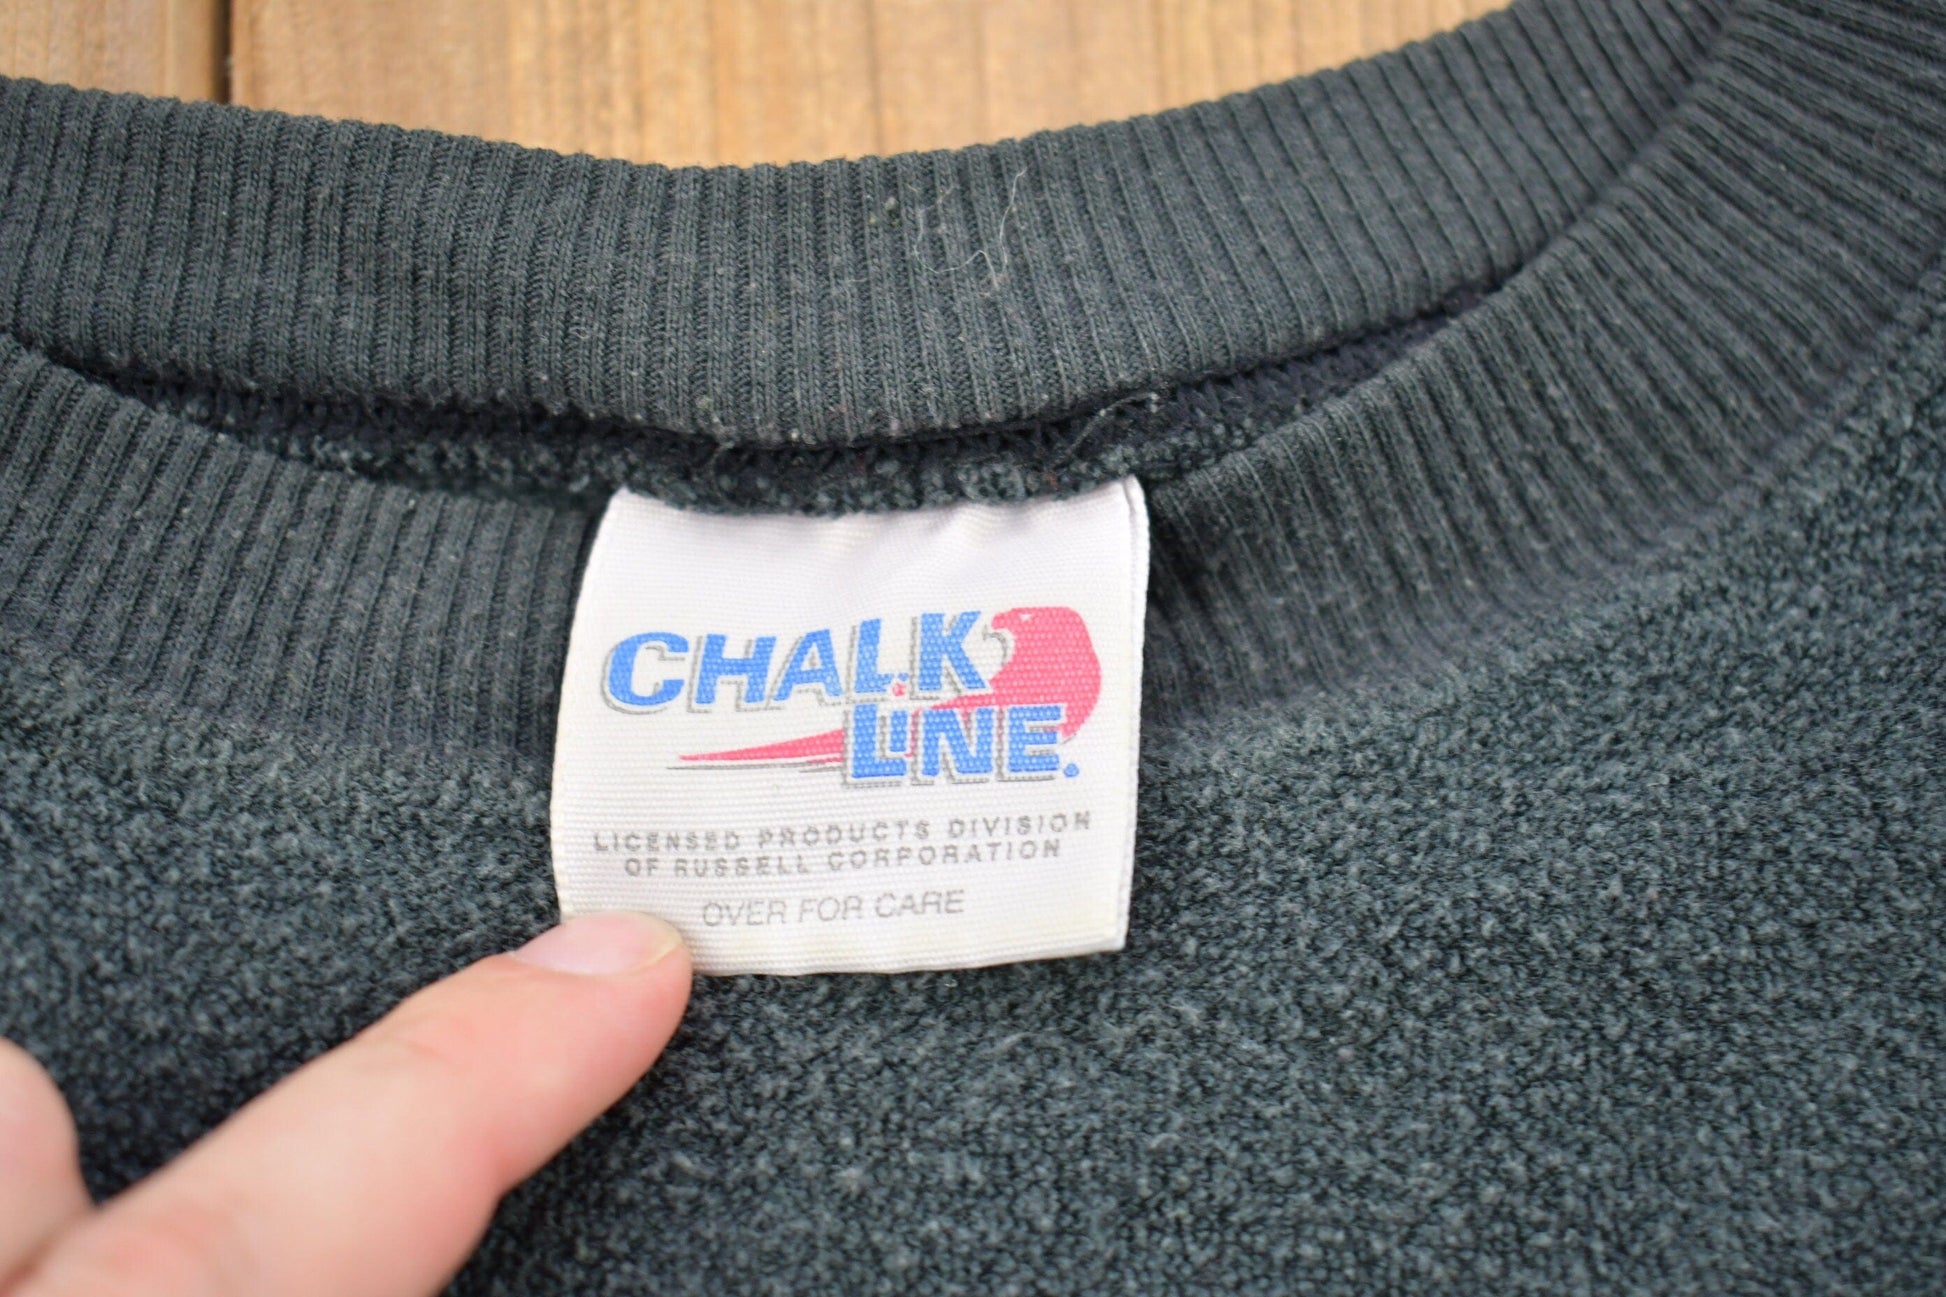 CHALK
LINE.
LICENSED PRODUCTS DIVISION
OF RUSSELL CORPORATION
OVER FOR CARE